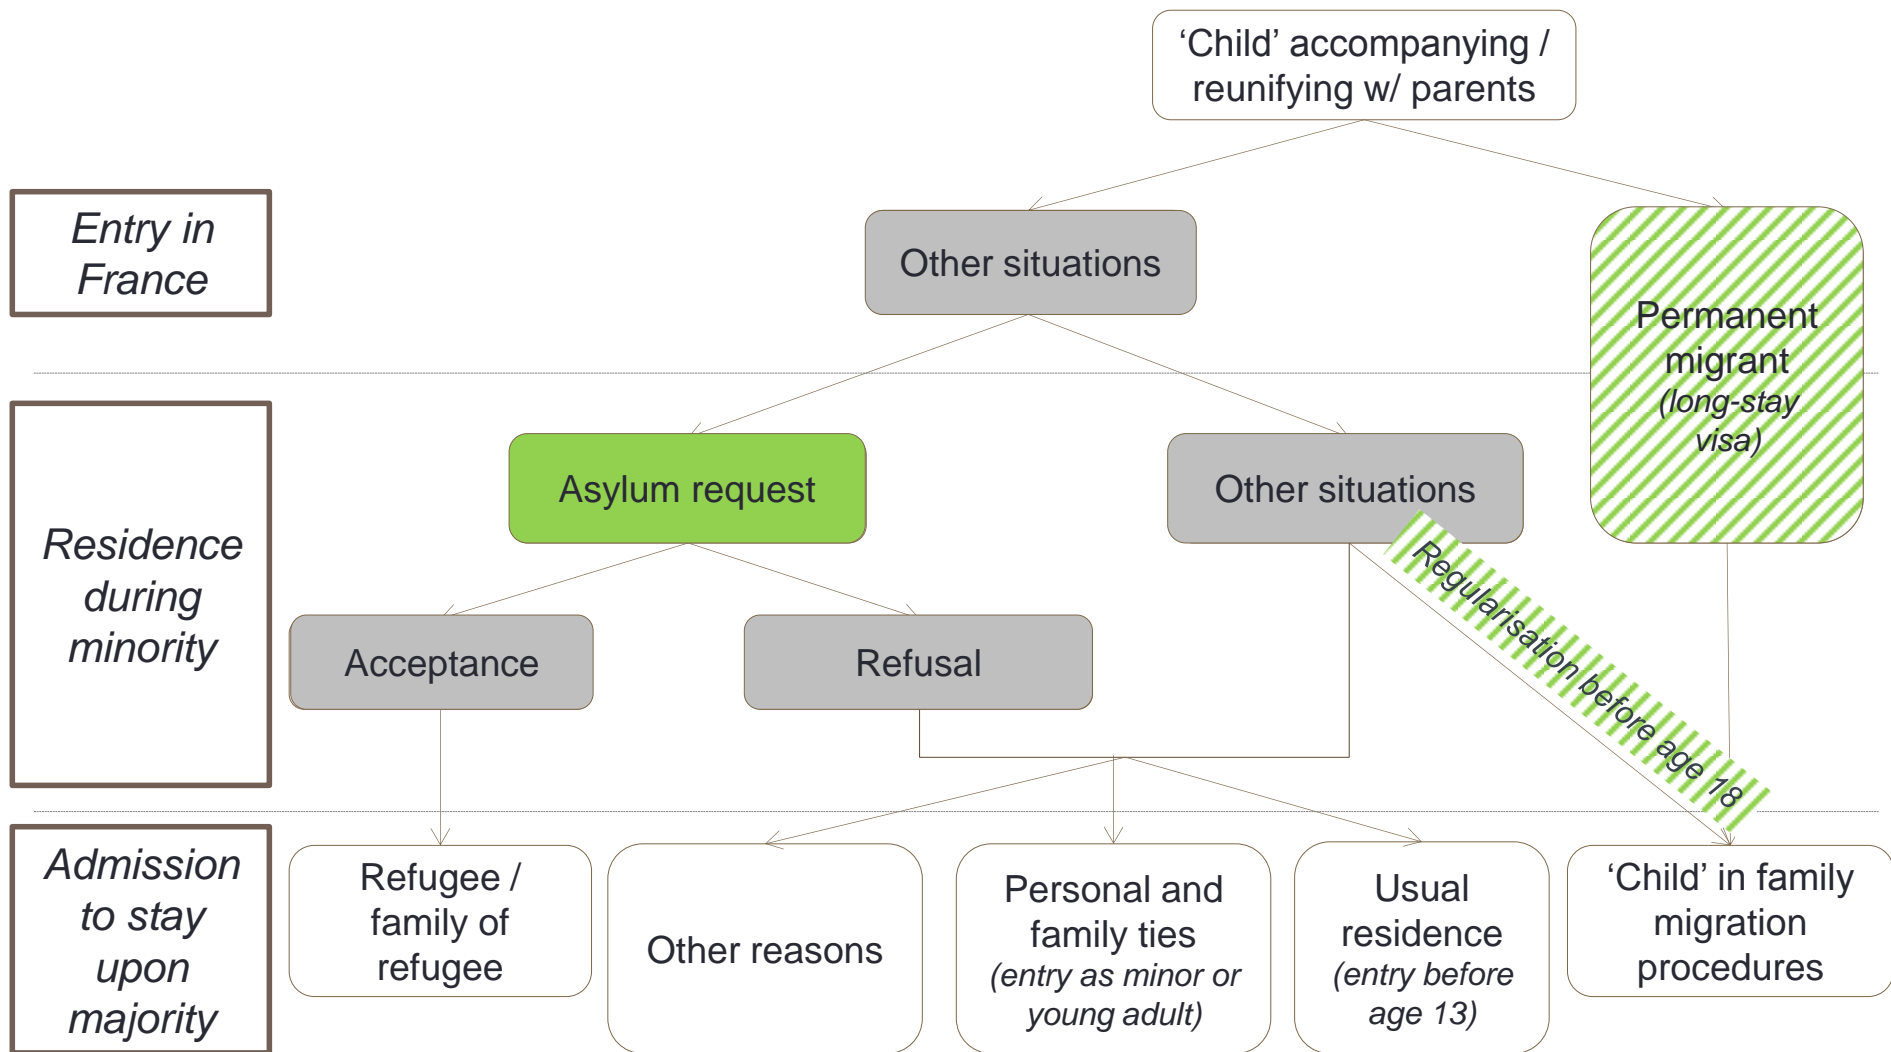 ‘Child’ accompanying /
reunifying w/ parents
Entry in
France
Other situations
Permanent
migrant
(long-stay
visa)
Residence
during
minority
Asylum request
Other situations
Regularisation before age 18
Acceptance
Refusal
Admission
to stay
upon
majority
Refugee /
family of
refugee
Other reasons
Personal and
family ties
(entry as minor or
young adult)
Usual
residence
(entry before
age 13)
‘Child’ in family
migration
procedures